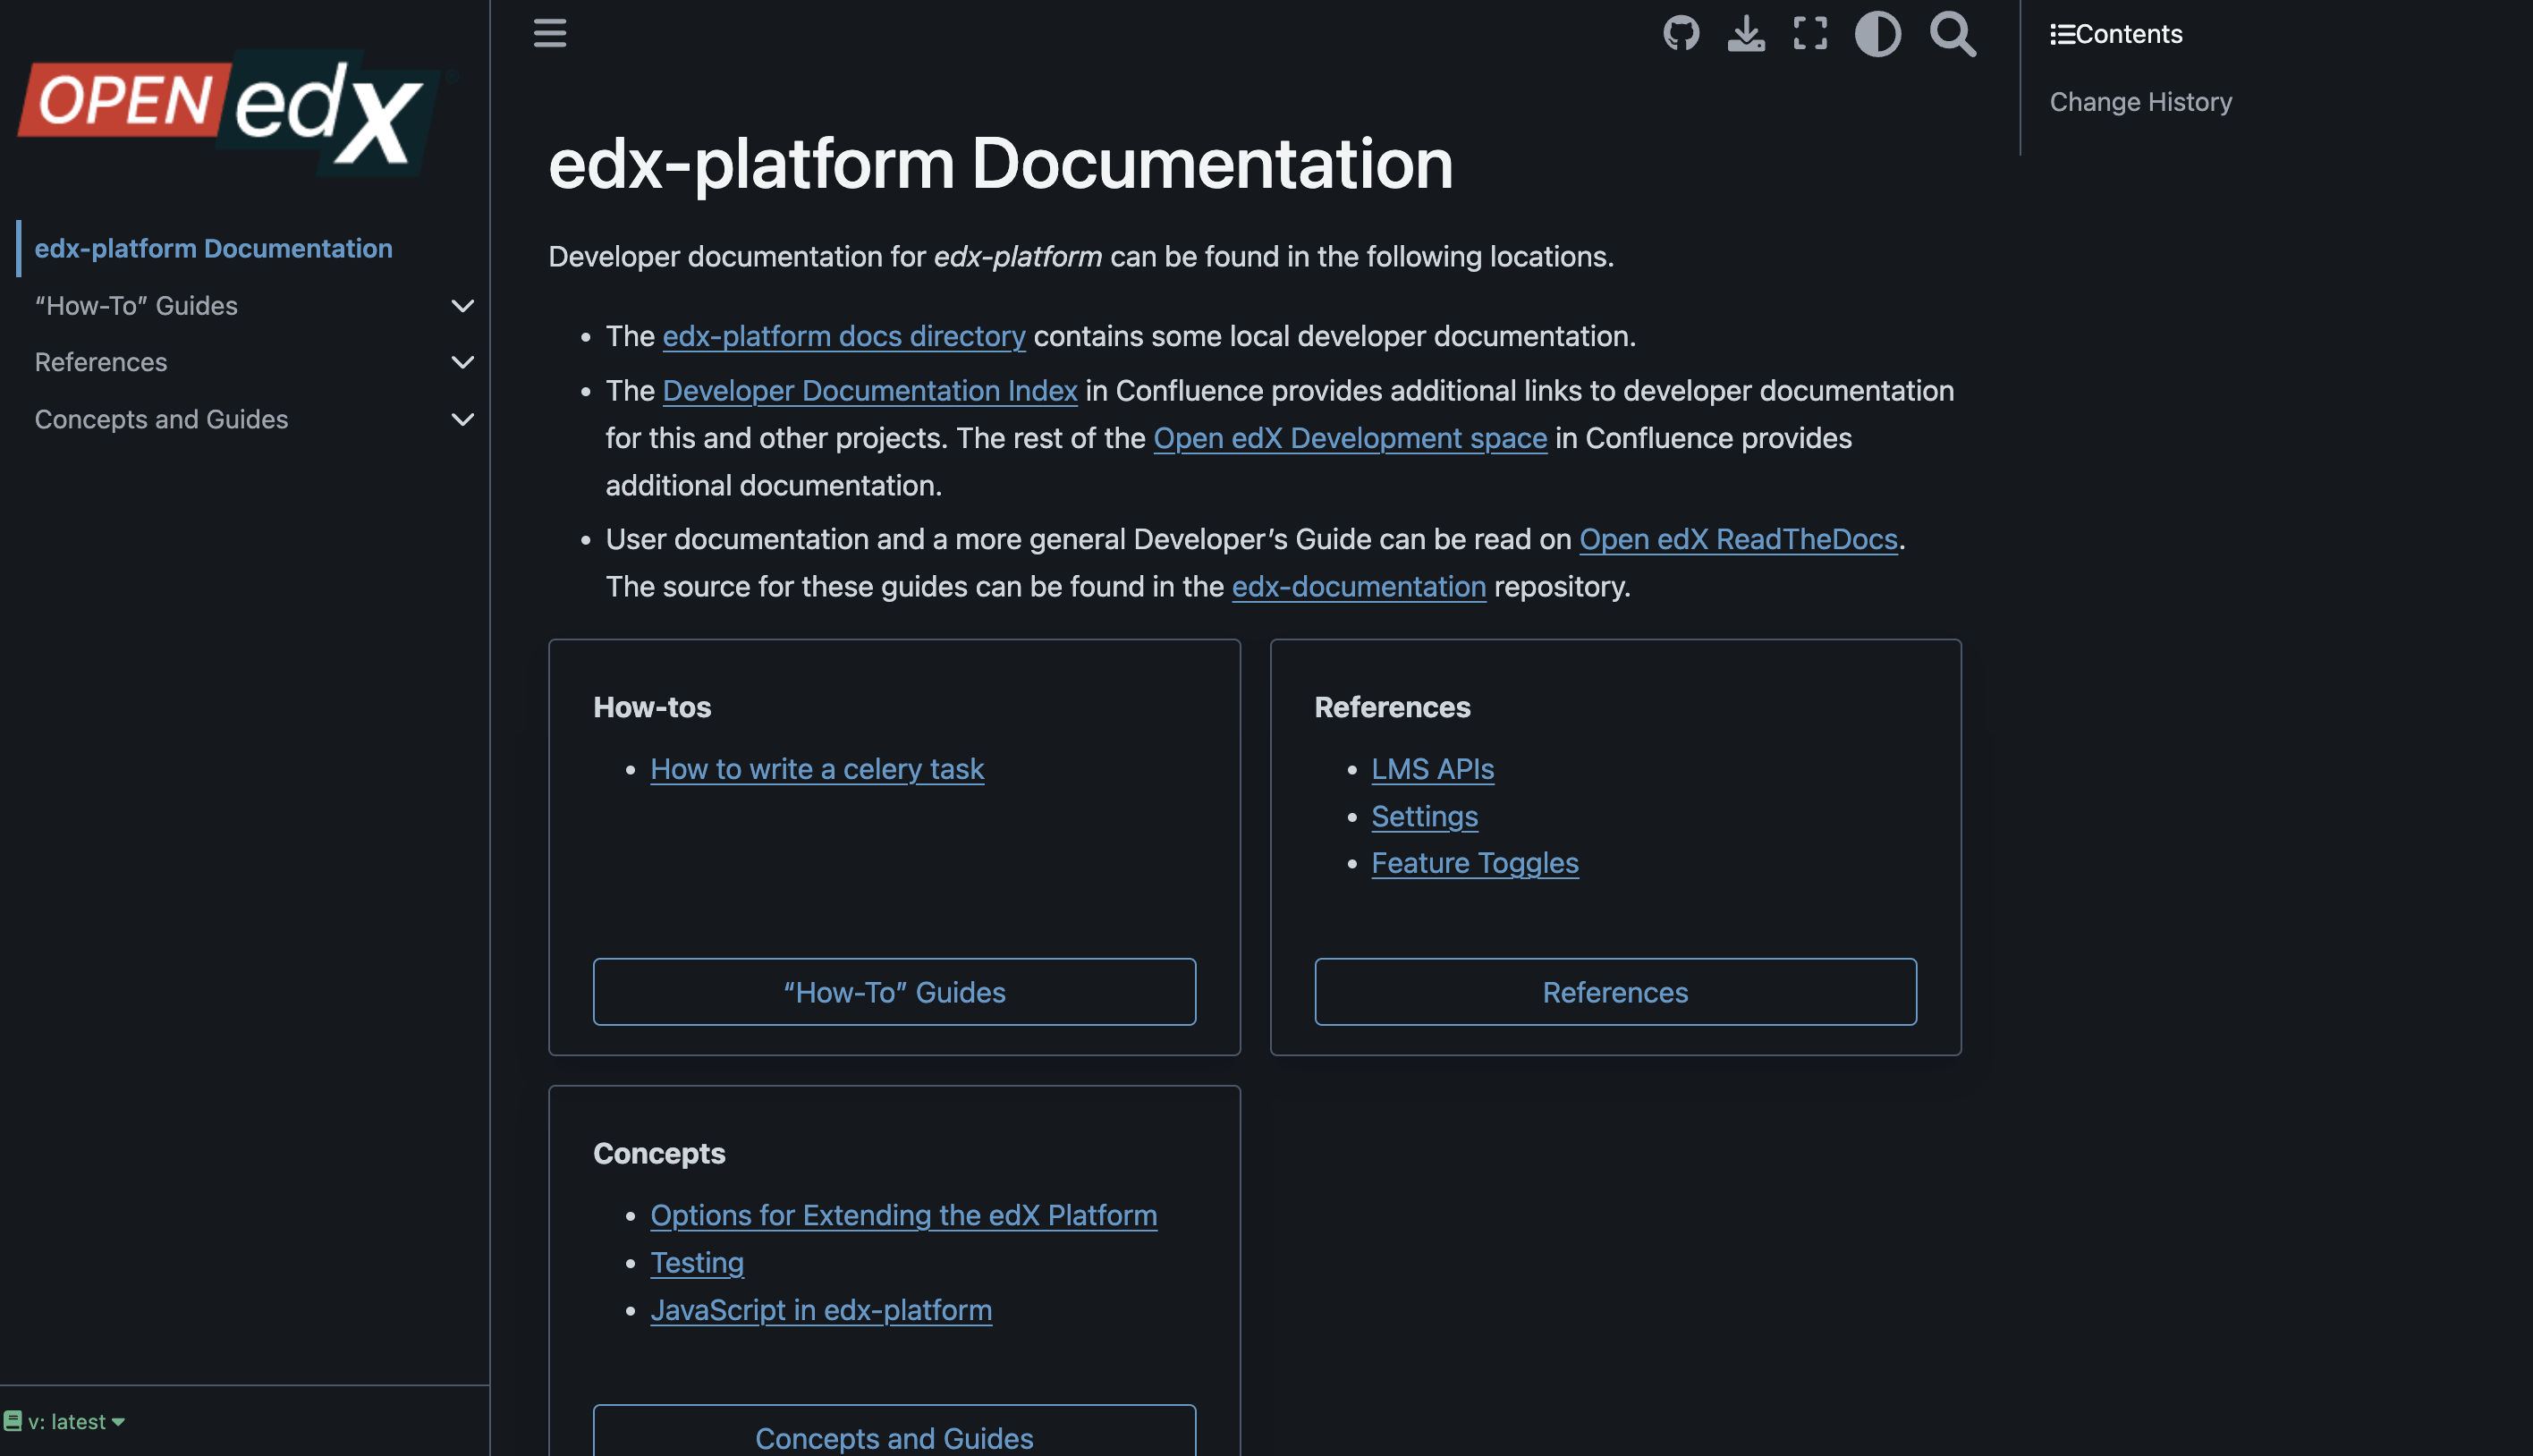 OPEN edX
edx-platform Documentation
“How-To” Guides
References
Concepts and Guides
v: latest
edx-platform Documentation
Developer documentation for edx-platform can be found in the following locations.
The edx-platform docs directory contains some local developer documentation.
The Developer Documentation Index in Confluence provides additional links to developer documentation
for this and other projects. The rest of the Open edX Development space in Confluence provides
additional documentation.
User documentation and a more general Developer’s Guide can be read on Open edX ReadTheDocs.
The source for these guides can be found in the edx-documentation repository.
How-tos
How to write a celery task
“How-To” Guides
References
LMS APIs
Settings
Feature Toggles
References
Concepts
Options for Extending the edX Platform
Testing
JavaScript in edx-platform
Concepts and Guides
Contents
Change History